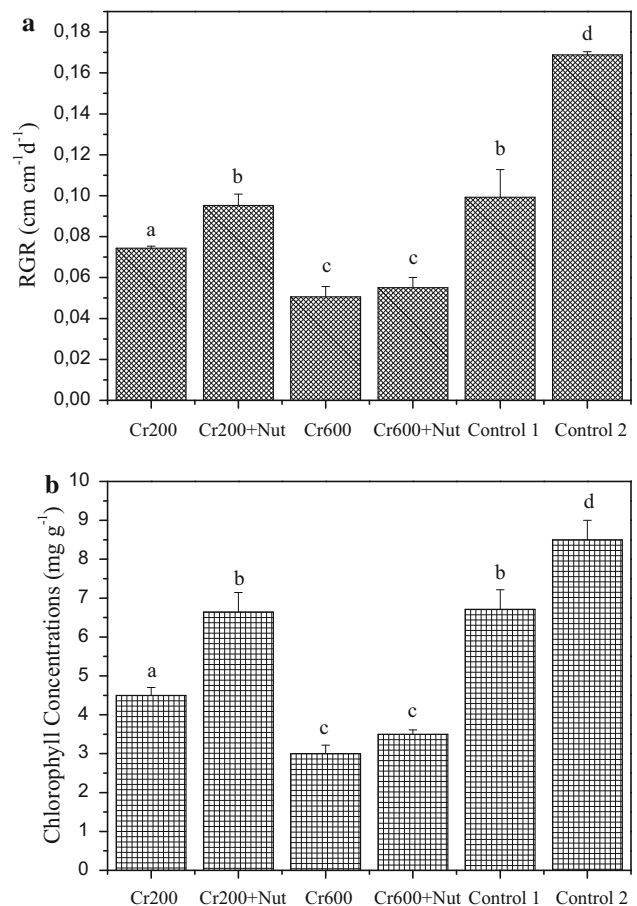 a
0,18
0,16
0,14
0,12
0,10
0,08
0,06
0,04
0,02
0,00
RGR (cm cm⁻¹d⁻¹)
a
b
c
c
b
d
Cr200
Cr200+Nut
Cr600
Cr600+Nut
Control 1
Control 2
b
10
9
8
7
6
5
4
3
2
1
0
Chlorophyll Concentrations (mg g⁻¹)
a
b
c
c
b
d
Cr200
Cr200+Nut
Cr600
Cr600+Nut
Control 1
Control 2